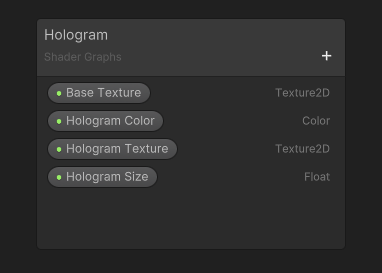 Hologram
Shader Graphs
+
Base Texture Texture2D
Hologram Color Color
Hologram Texture Texture2D
Hologram Size Float